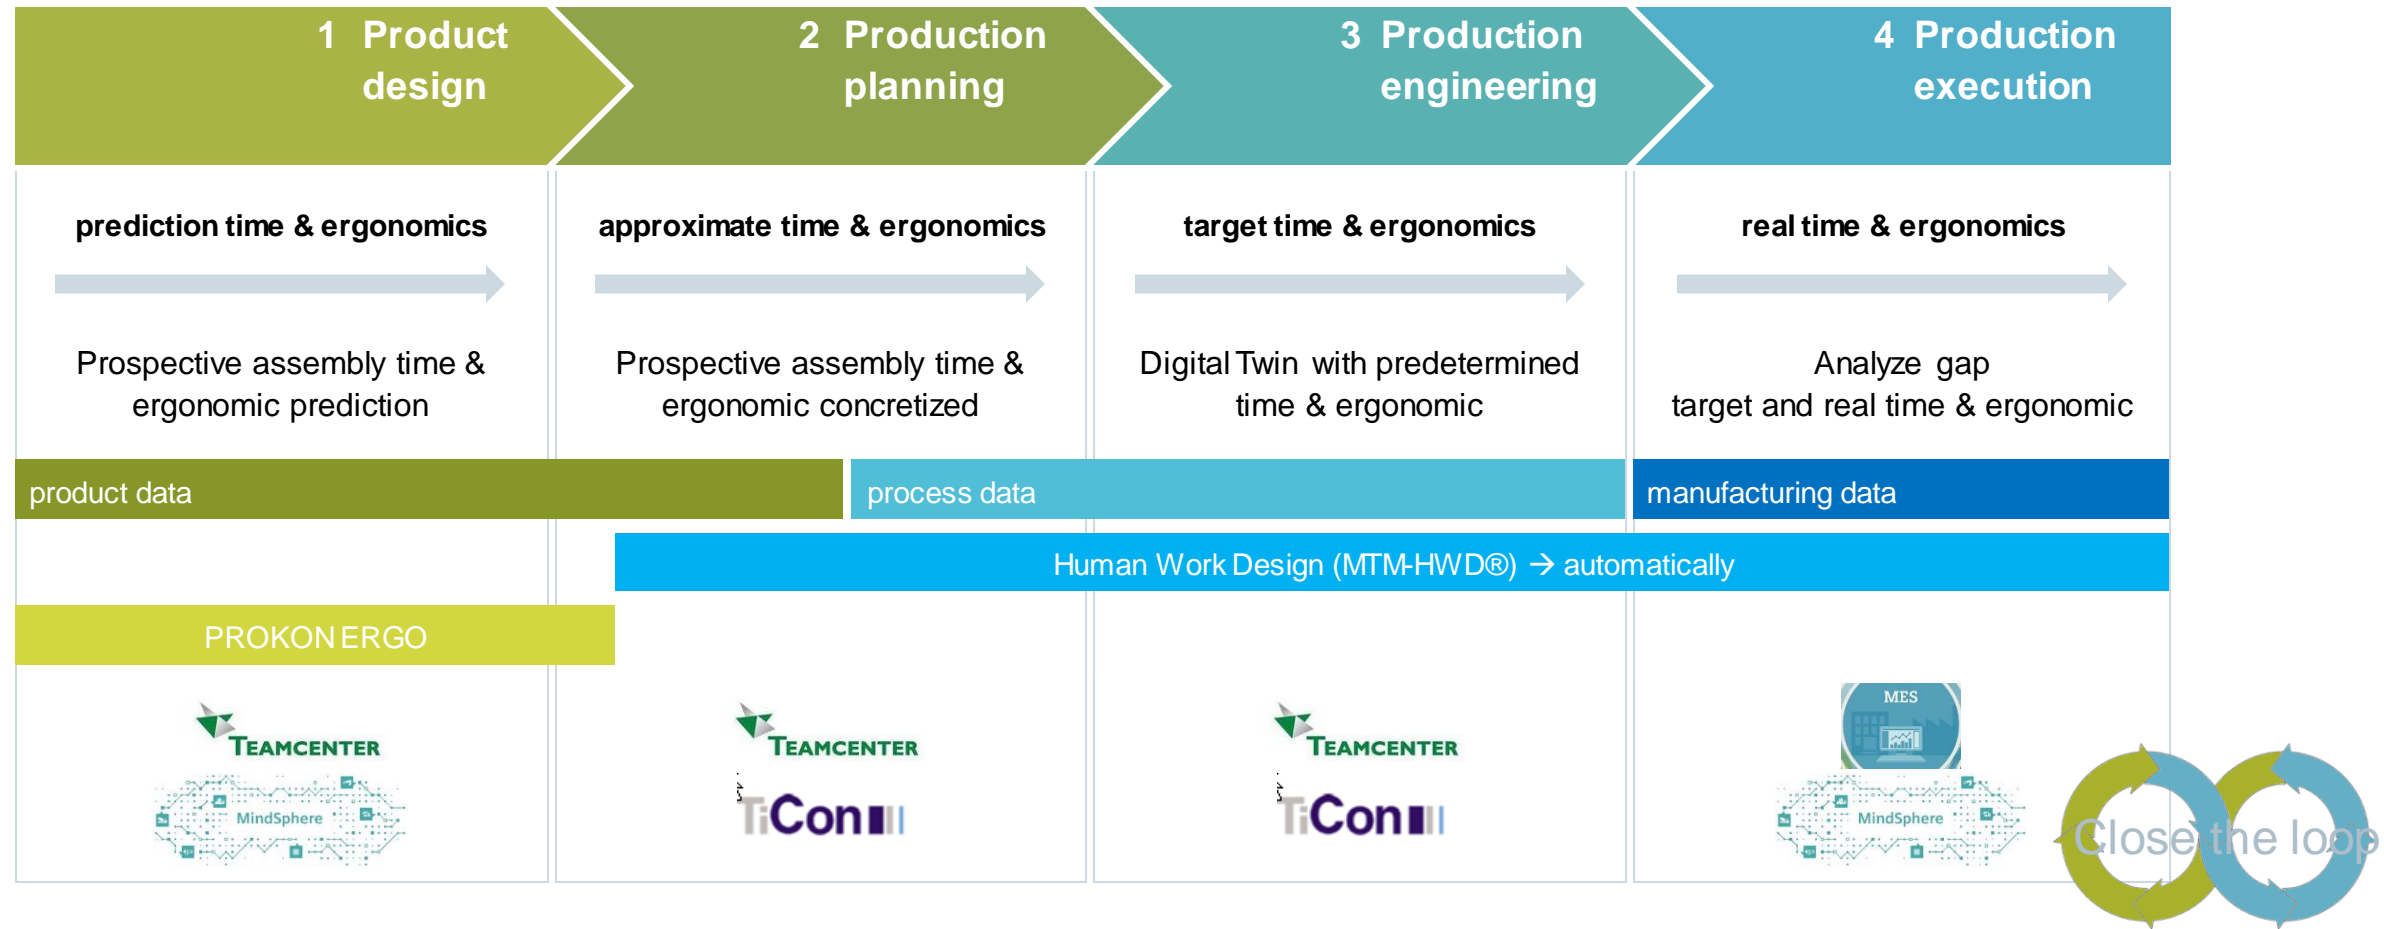 1 Product
design
2 Production
planning
3 Production
engineering
4 Production
execution
prediction time & ergonomics
approximate time & ergonomics
target time & ergonomics
real time & ergonomics
Prospective assembly time &
ergonomic prediction
Prospective assembly time &
ergonomic concretized
Digital Twin with predetermined
time & ergonomic
Analyze gap
target and real time & ergonomic
product data
process data
manufacturing data
Human Work Design (MTM-HWD®) → automatically
PROKON ERGO
TEAMCENTER
MindSphere
TEAMCENTER
TiCon
TEAMCENTER
TiCon
MES
MindSphere
Close the loop